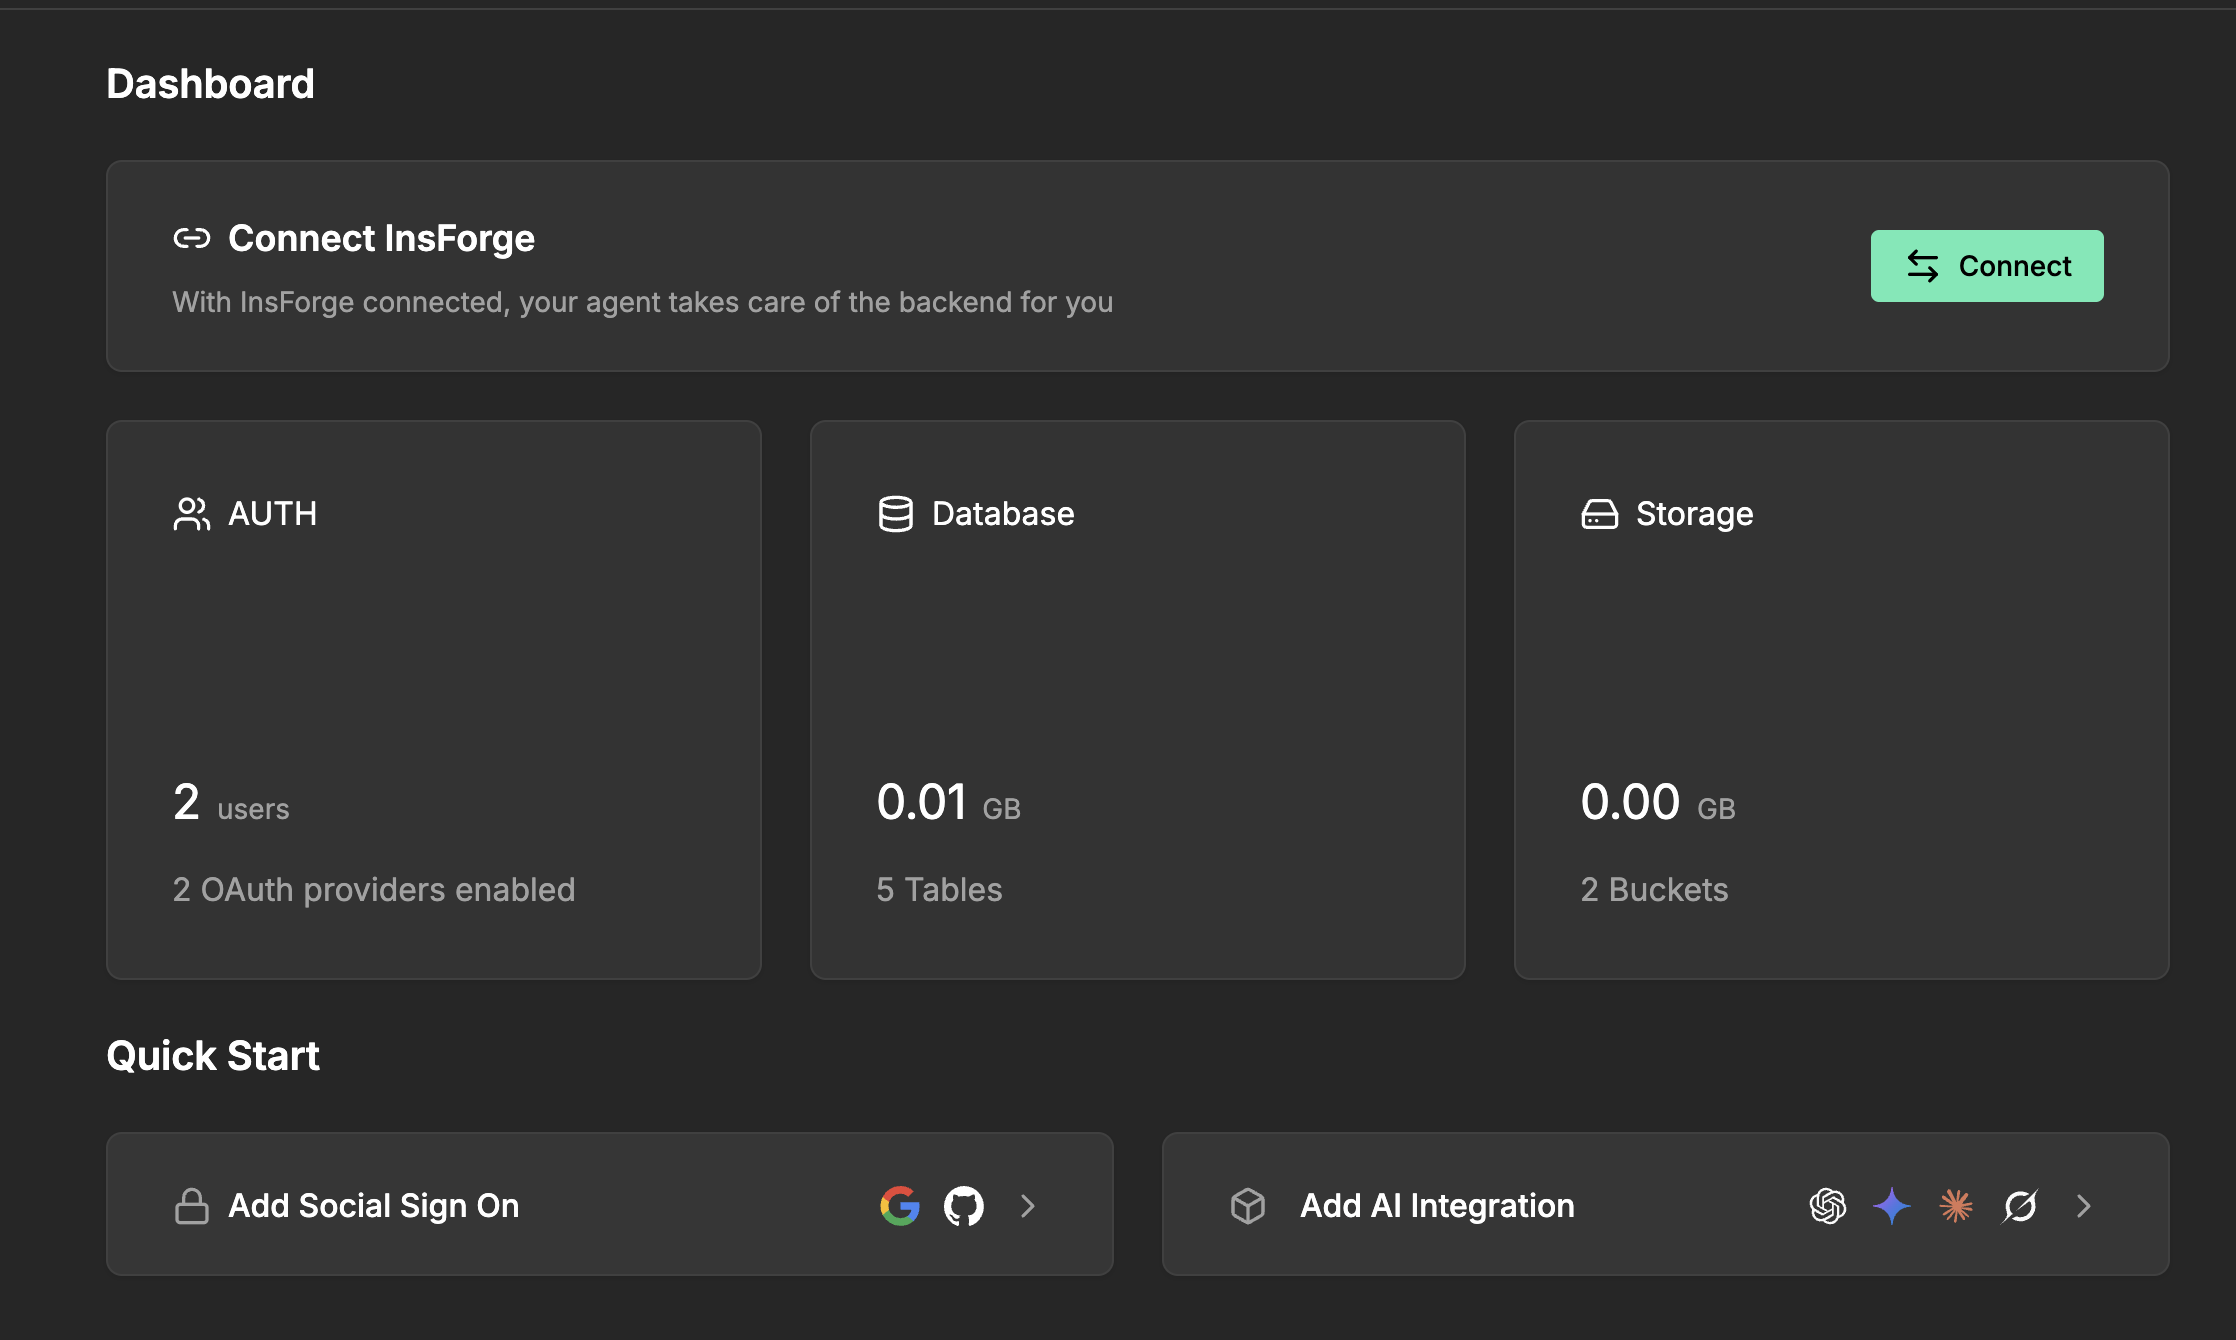 Dashboard
Connect InsForge
With InsForge connected, your agent takes care of the backend for you
Connect
AUTH
2 users
2 OAuth providers enabled
Database
0.01 GB
5 Tables
Storage
0.00 GB
2 Buckets
Quick Start
Add Social Sign On
Add AI Integration